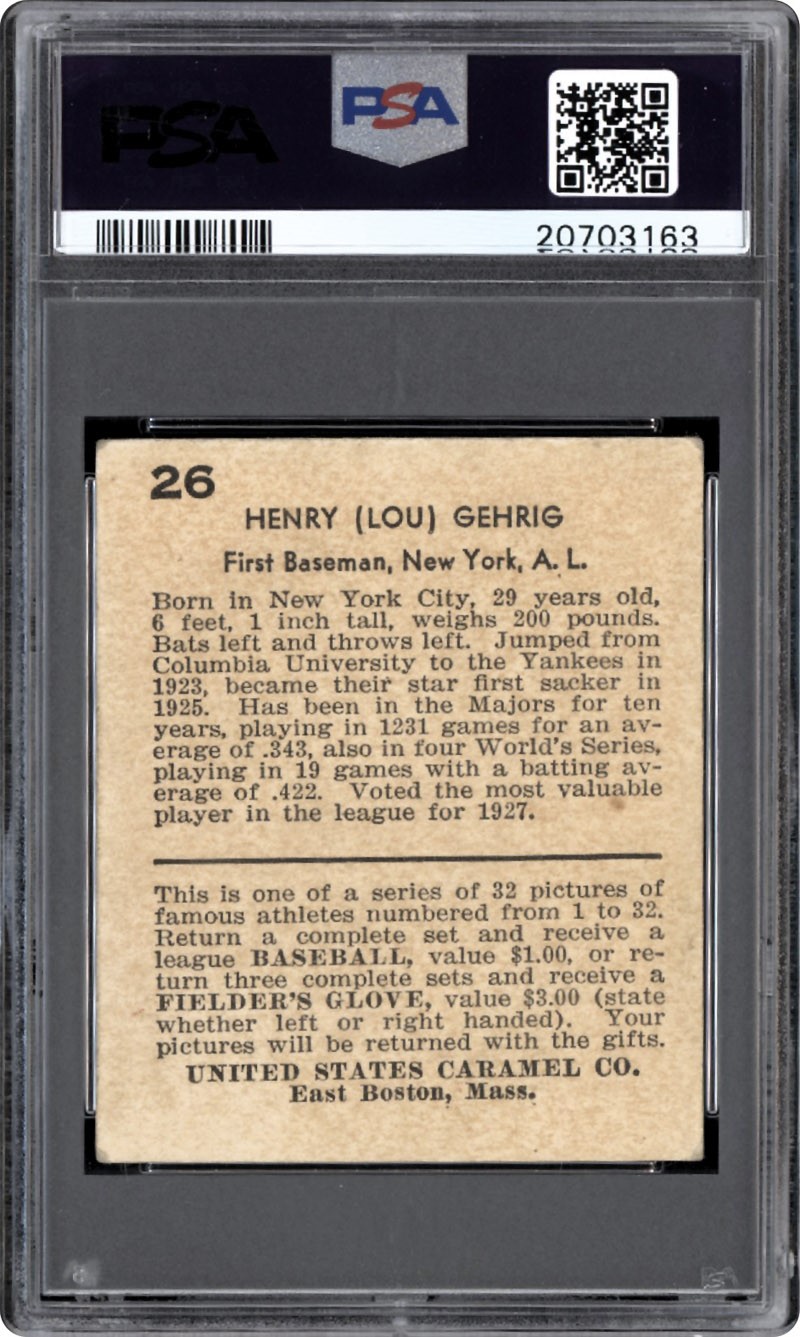 PSA
PSA
20703163
26
HENRY (LOU) GEHRIG
First Baseman, New York, A. L.
Born in New York City, 29 years old,
6 feet, 1 inch tall, weighs 200 pounds.
Bats left and throws left. Jumped from
Columbia University to the Yankees in
1923, became their star first sacker in
1925. Has been in the Majors for ten
years, playing in 1231 games for an av-
erage of .343, also in four World's Series,
playing in 19 games with a batting av-
erage of .422. Voted the most valuable
player in the league for 1927.
This is one of a series of 32 pictures of
famous athletes numbered from 1 to 32.
Return a complete set and receive a
league BASEBALL, value $1.00, or re-
turn three complete sets and receive a
FIELDER'S GLOVE, value $3.00 (state
whether left or right handed). Your
pictures will be returned with the gifts.
UNITED STATES CARAMEL CO.
East Boston, Mass.